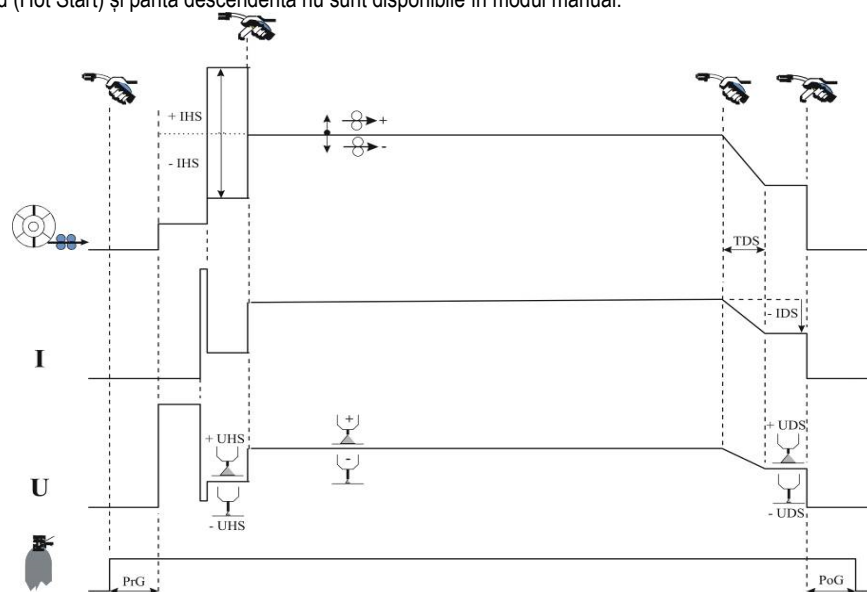 (Hot Start) și panta descendentă nu sunt disponibile în modul manual.
+ IHS
- IHS
+
-
TDS
I
- IDS
+ UHS
+
+ UDS
U
-
- UHS
- UDS
PrG
PoG